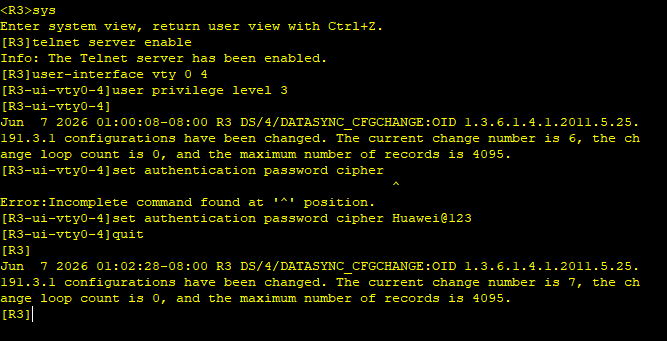 <R3>sys
Enter system view, return user view with Ctrl+Z.
[R3]telnet server enable
Info: The Telnet server has been enabled.
[R3]user-interface vty 0 4
[R3-ui-vty0-4]user privilege level 3
[R3-ui-vty0-4]
Jun  7 2026 01:00:08-08:00 R3 DS/4/DATASYNC_CFGCHANGE:OID 1.3.6.1.4.1.2011.5.25.
191.3.1 configurations have been changed. The current change number is 6, the ch
ange loop count is 0, and the maximum number of records is 4095.
[R3-ui-vty0-4]set authentication password cipher
^
Error:Incomplete command found at '^' position.
[R3-ui-vty0-4]set authentication password cipher Huawei@123
[R3-ui-vty0-4]quit
[R3]
Jun  7 2026 01:02:28-08:00 R3 DS/4/DATASYNC_CFGCHANGE:OID 1.3.6.1.4.1.2011.5.25.
191.3.1 configurations have been changed. The current change number is 7, the ch
ange loop count is 0, and the maximum number of records is 4095.
[R3]